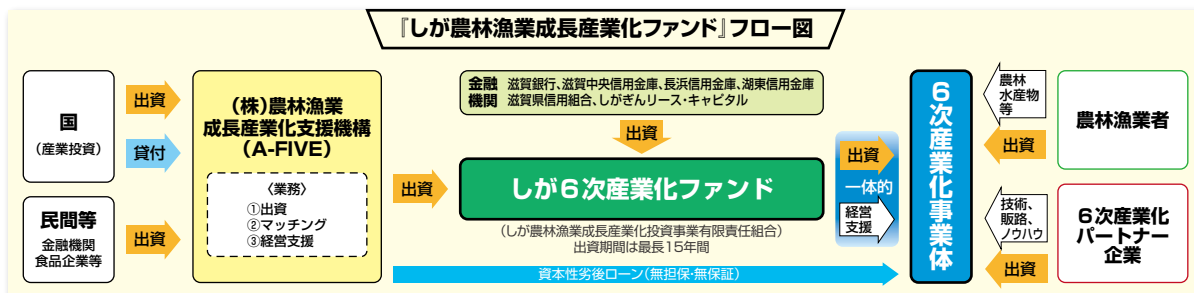 『しが農林漁業成長産業化ファンド』フロー図
国
(産業投資)
出資
貸付
民間等
金融機関
食品企業等
出資
(株)農林漁業
成長産業化支援機構
(A-FIVE)
〈業務〉
①出資
②マッチング
③経営支援
出資
金融 滋賀銀行、滋賀中央信用金庫、長浜信用金庫、湖東信用金庫
機関 滋賀県信用組合、しがぎんリース・キャピタル
出資
しが6次産業化ファンド
(しが農林漁業成長産業化投資事業有限責任組合)
出資期間は最長15年間
資本性劣後ローン(無担保・無保証)
出資
一体的
経営
支援
6次産業化事業体
農林
水産物
等
出資
農林漁業者
技術、
販路、
ノウハウ
出資
6次産業化
パートナー
企業